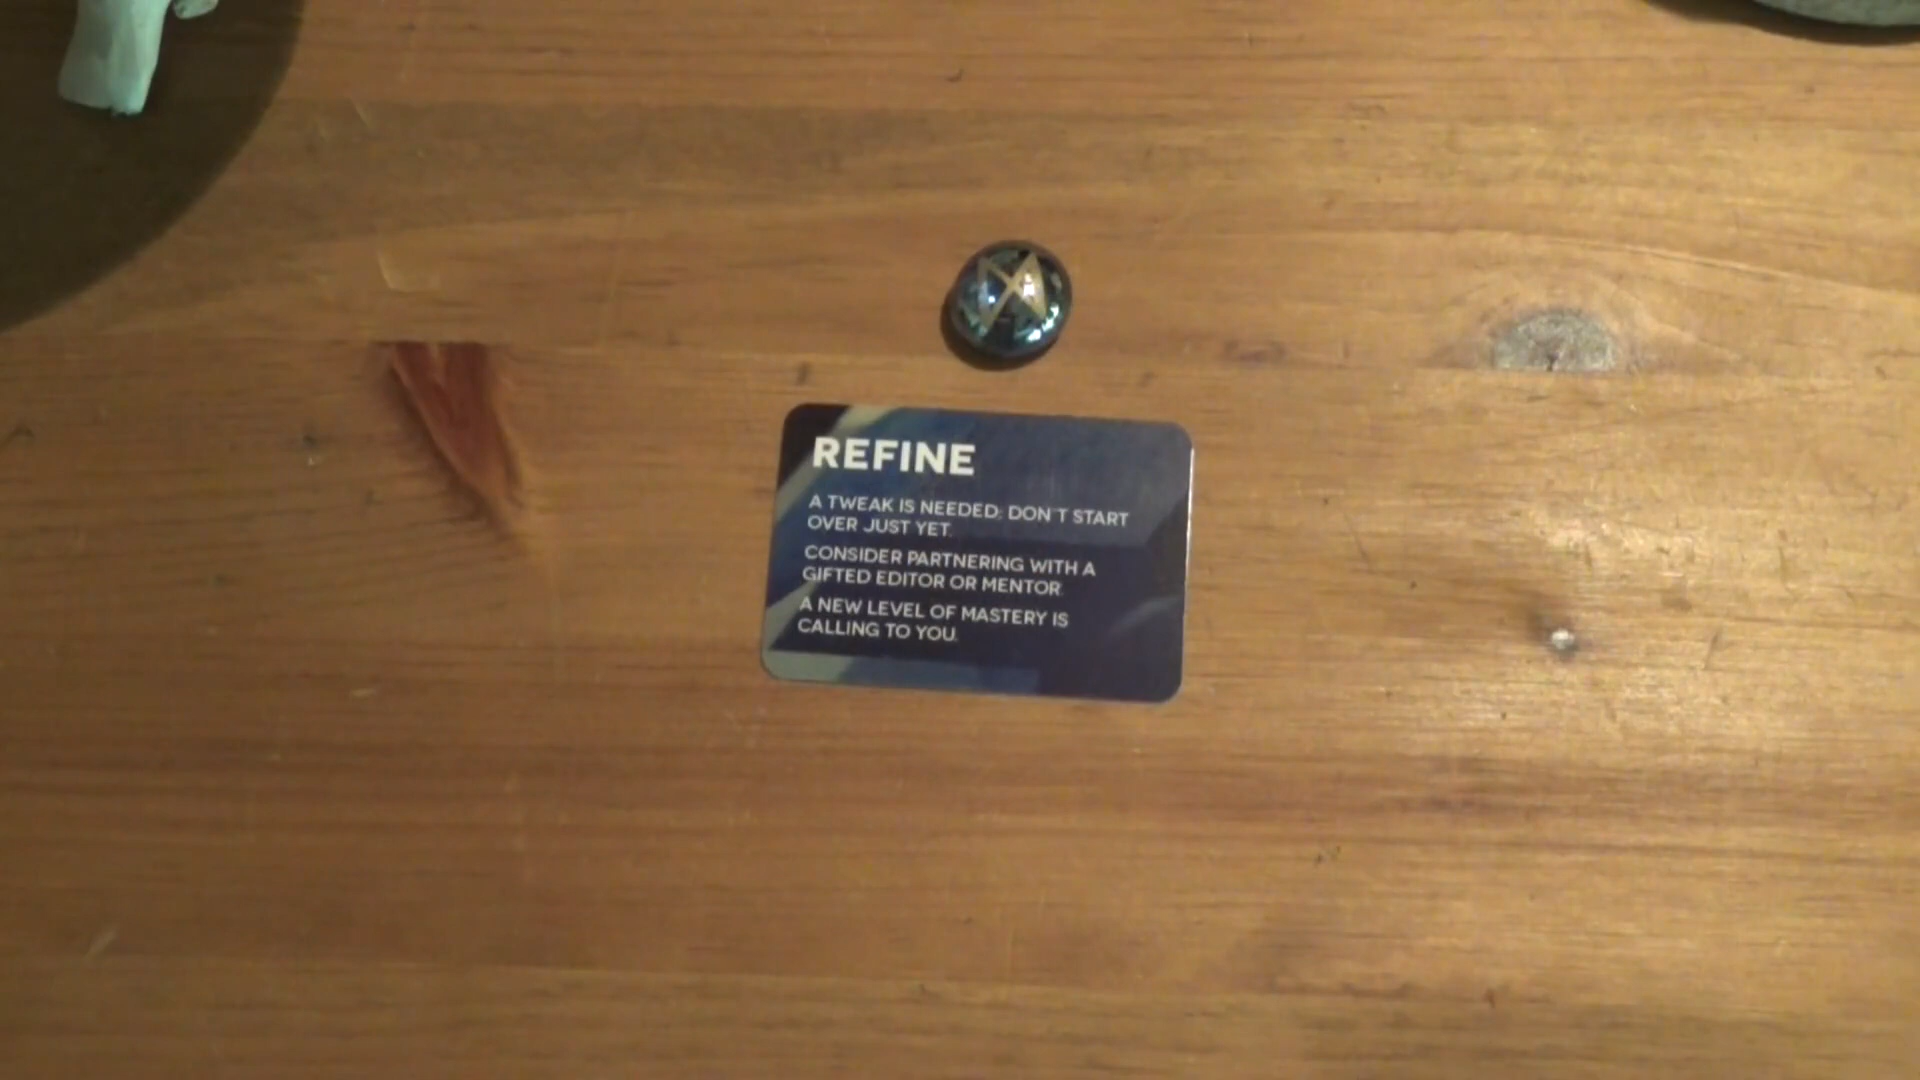 REFINE
A TWEAK IS NEEDED; DON'T START
OVER JUST YET.
CONSIDER PARTNERING WITH A
GIFTED EDITOR OR MENTOR.
A NEW LEVEL OF MASTERY IS
CALLING TO YOU.